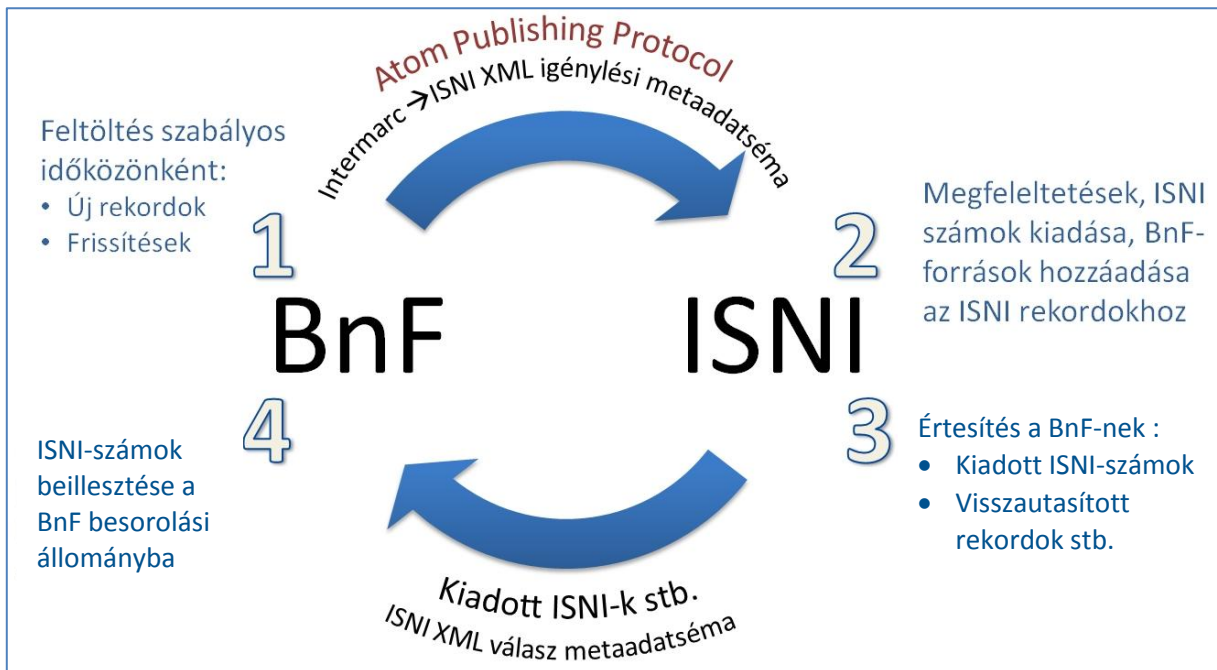 Atom Publishing Protocol
Intermarc →ISNI XML igénylési metaadatséma
Feltöltés szabályos
időközönként:
• Új rekordok
• Frissítések
1
BnF
2
Megfeleltetések, ISNI
számok kiadása, BnF-
források hozzáadása
az ISNI rekordokhoz
ISNI
3
Értesítés a BnF-nek :
• Kiadott ISNI-számok
• Visszautasított
rekordok stb.
4
ISNI-számok
beillesztése a
BnF besorolási
állományba
Kiadott ISNI-k stb.
ISNI XML válasz metaadatséma